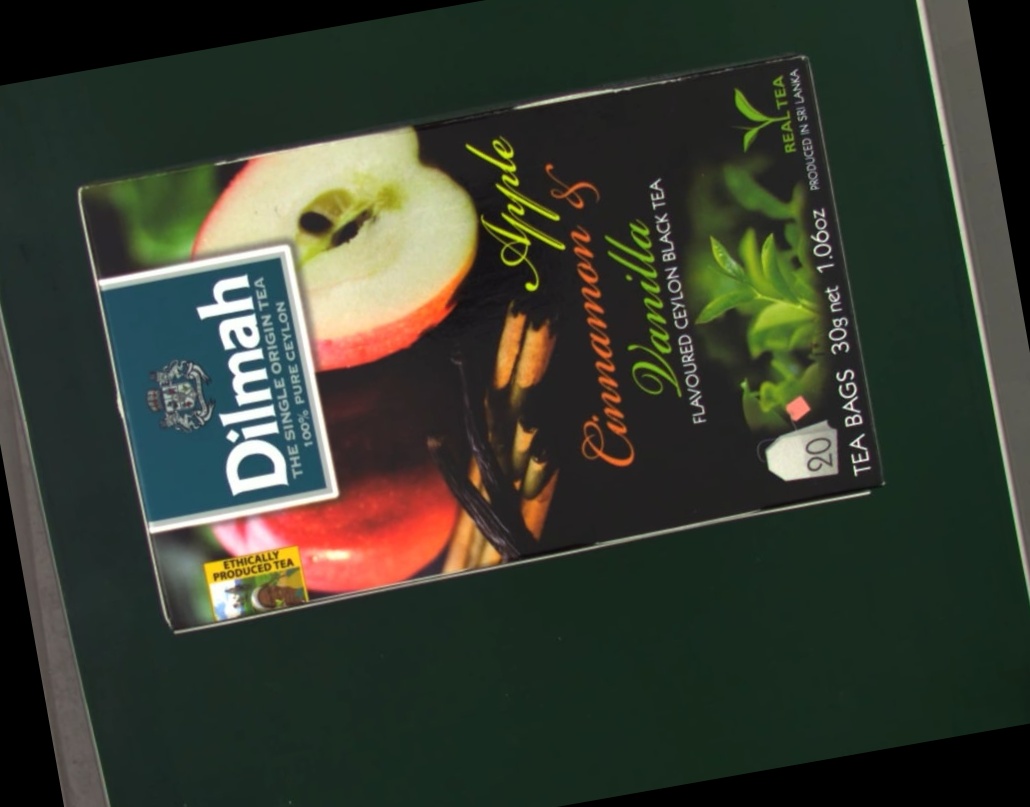 Dilmah
THE SINGLE ORIGIN TEA
100% PURE CEYLON
ETHICALLY
PRODUCED TEA
Apple
Cinnamon &
Vanilla
FLAVOURED CEYLON BLACK TEA
REAL TEA
PRODUCED IN SRI LANKA
20
TEA BAGS 30g net 1.06oz